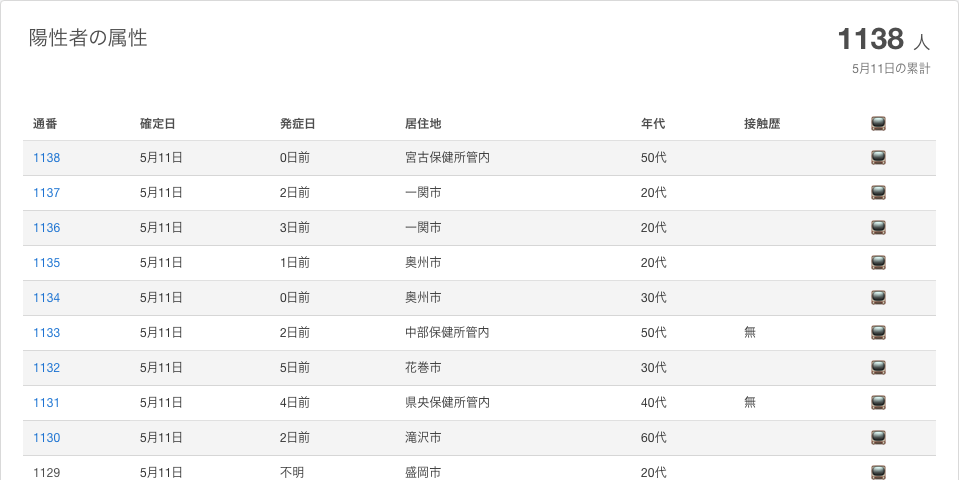 陽性者の属性
1138 人
5月11日の累計
通番 確定日 発症日 居住地 年代 接触歴
1138 5月11日 0日前 宮古保健所管内 50代
1137 5月11日 2日前 一関市 20代
1136 5月11日 3日前 一関市 20代
1135 5月11日 1日前 奥州市 20代
1134 5月11日 0日前 奥州市 30代
1133 5月11日 2日前 中部保健所管内 50代 無
1132 5月11日 5日前 花巻市 30代
1131 5月11日 4日前 県央保健所管内 40代 無
1130 5月11日 2日前 滝沢市 60代
1129 5月11日 不明 盛岡市 20代